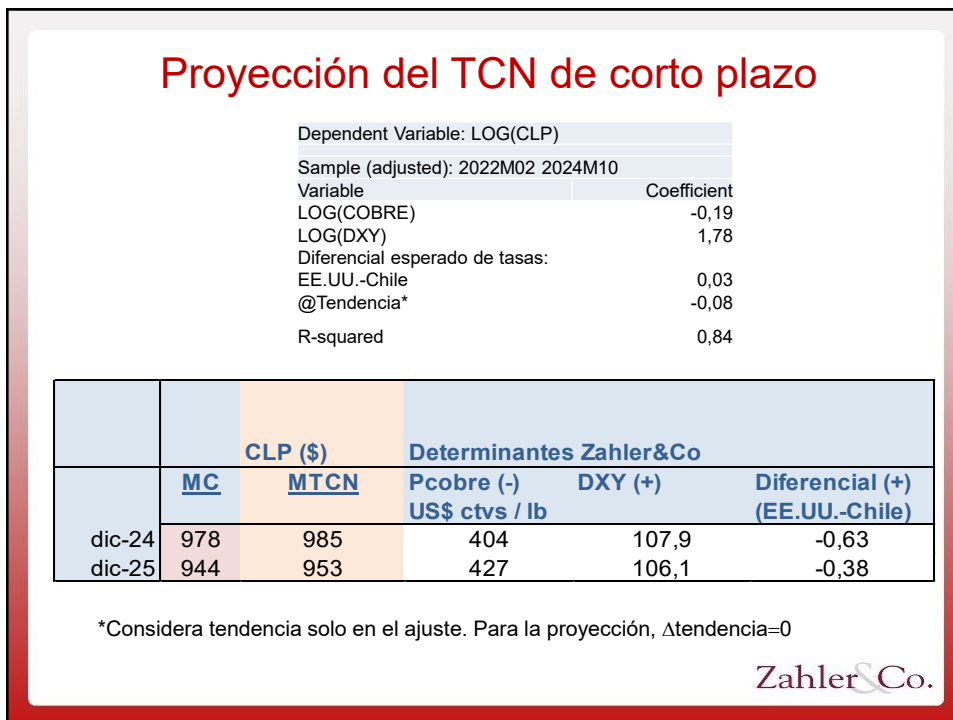 Proyección del TCN de corto plazo
Dependent Variable: LOG(CLP)
Sample (adjusted): 2022M02 2024M10
Variable Coefficient
LOG(COBRE) -0,19
LOG(DXY) 1,78
Diferencial esperado de tasas:
EE.UU.-Chile 0,03
@Tendencia* -0,08
R-squared 0,84
CLP ($) Determinantes Zahler&Co
MC MTCN Pcobre (-) DXY (+) Diferencial (+)
US$ ctvs / lb (EE.UU.-Chile)
dic-24 978 985 404 107,9 -0,63
dic-25 944 953 427 106,1 -0,38
*Considera tendencia solo en el ajuste. Para la proyección, Δtendencia=0
Zahler&Co.